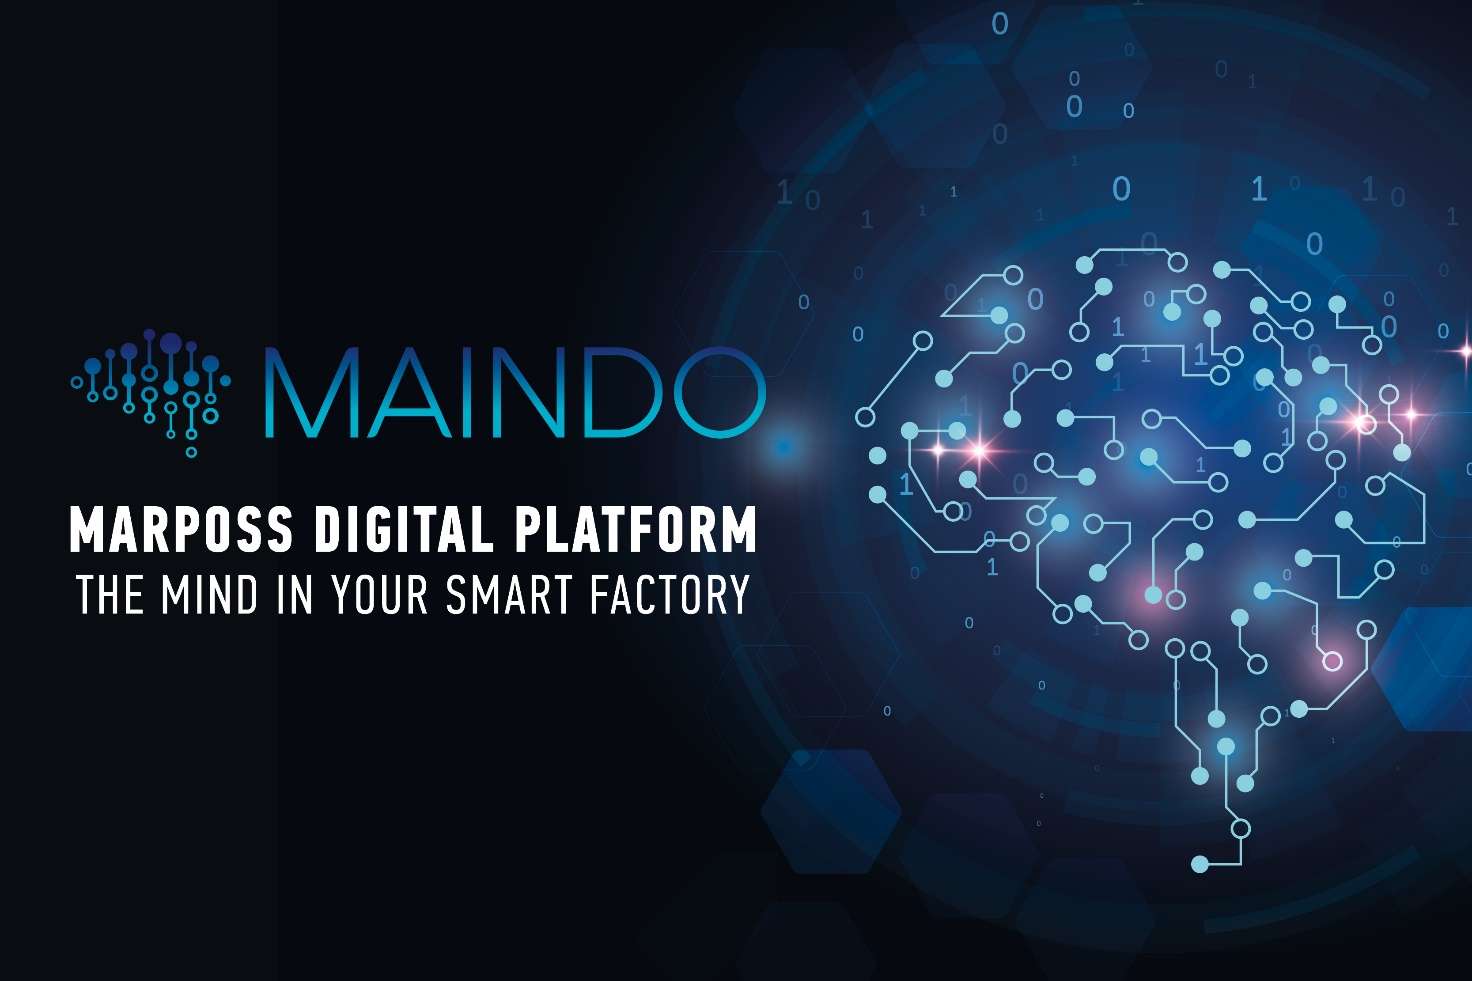 MAINDO
MARPOSS DIGITAL PLATFORM
THE MIND IN YOUR SMART FACTORY